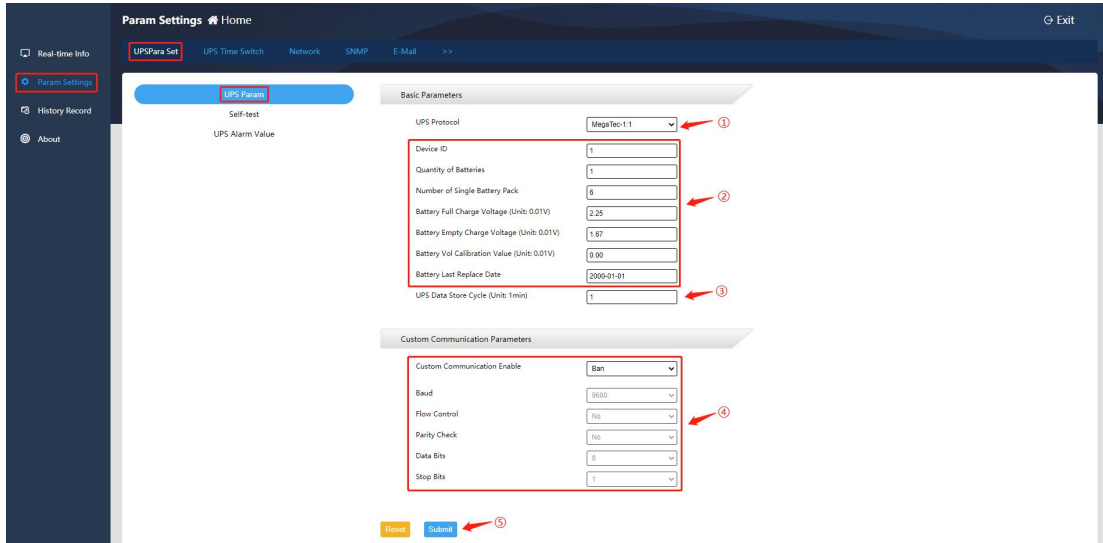 Param Settings Home
Exit
Real-time Info
Param Settings
History Record
About
UPSPara Set UPS Time Switch Network SNMP E-Mail >>
UPS Param
Self-test
UPS Alarm Value
Basic Parameters
UPS Protocol MegaTec-1:1 ①
Device ID 1
Quantity of Batteries 1
Number of Single Battery Pack 6
②
Battery Full Charge Voltage (Unit: 0.01V) 2.25
Battery Empty Charge Voltage (Unit: 0.01V) 1.67
Battery Vol Calibration Value (Unit: 0.01V) 0.00
Battery Last Replace Date 2000-01-01
UPS Data Store Cycle (Unit: 1min) 1 ③
Custom Communication Parameters
Custom Communication Enable Ban
Baud 9600
Flow Control No ④
Parity Check No
Data Bits 8
Stop Bits 1
Reset Submit ⑤